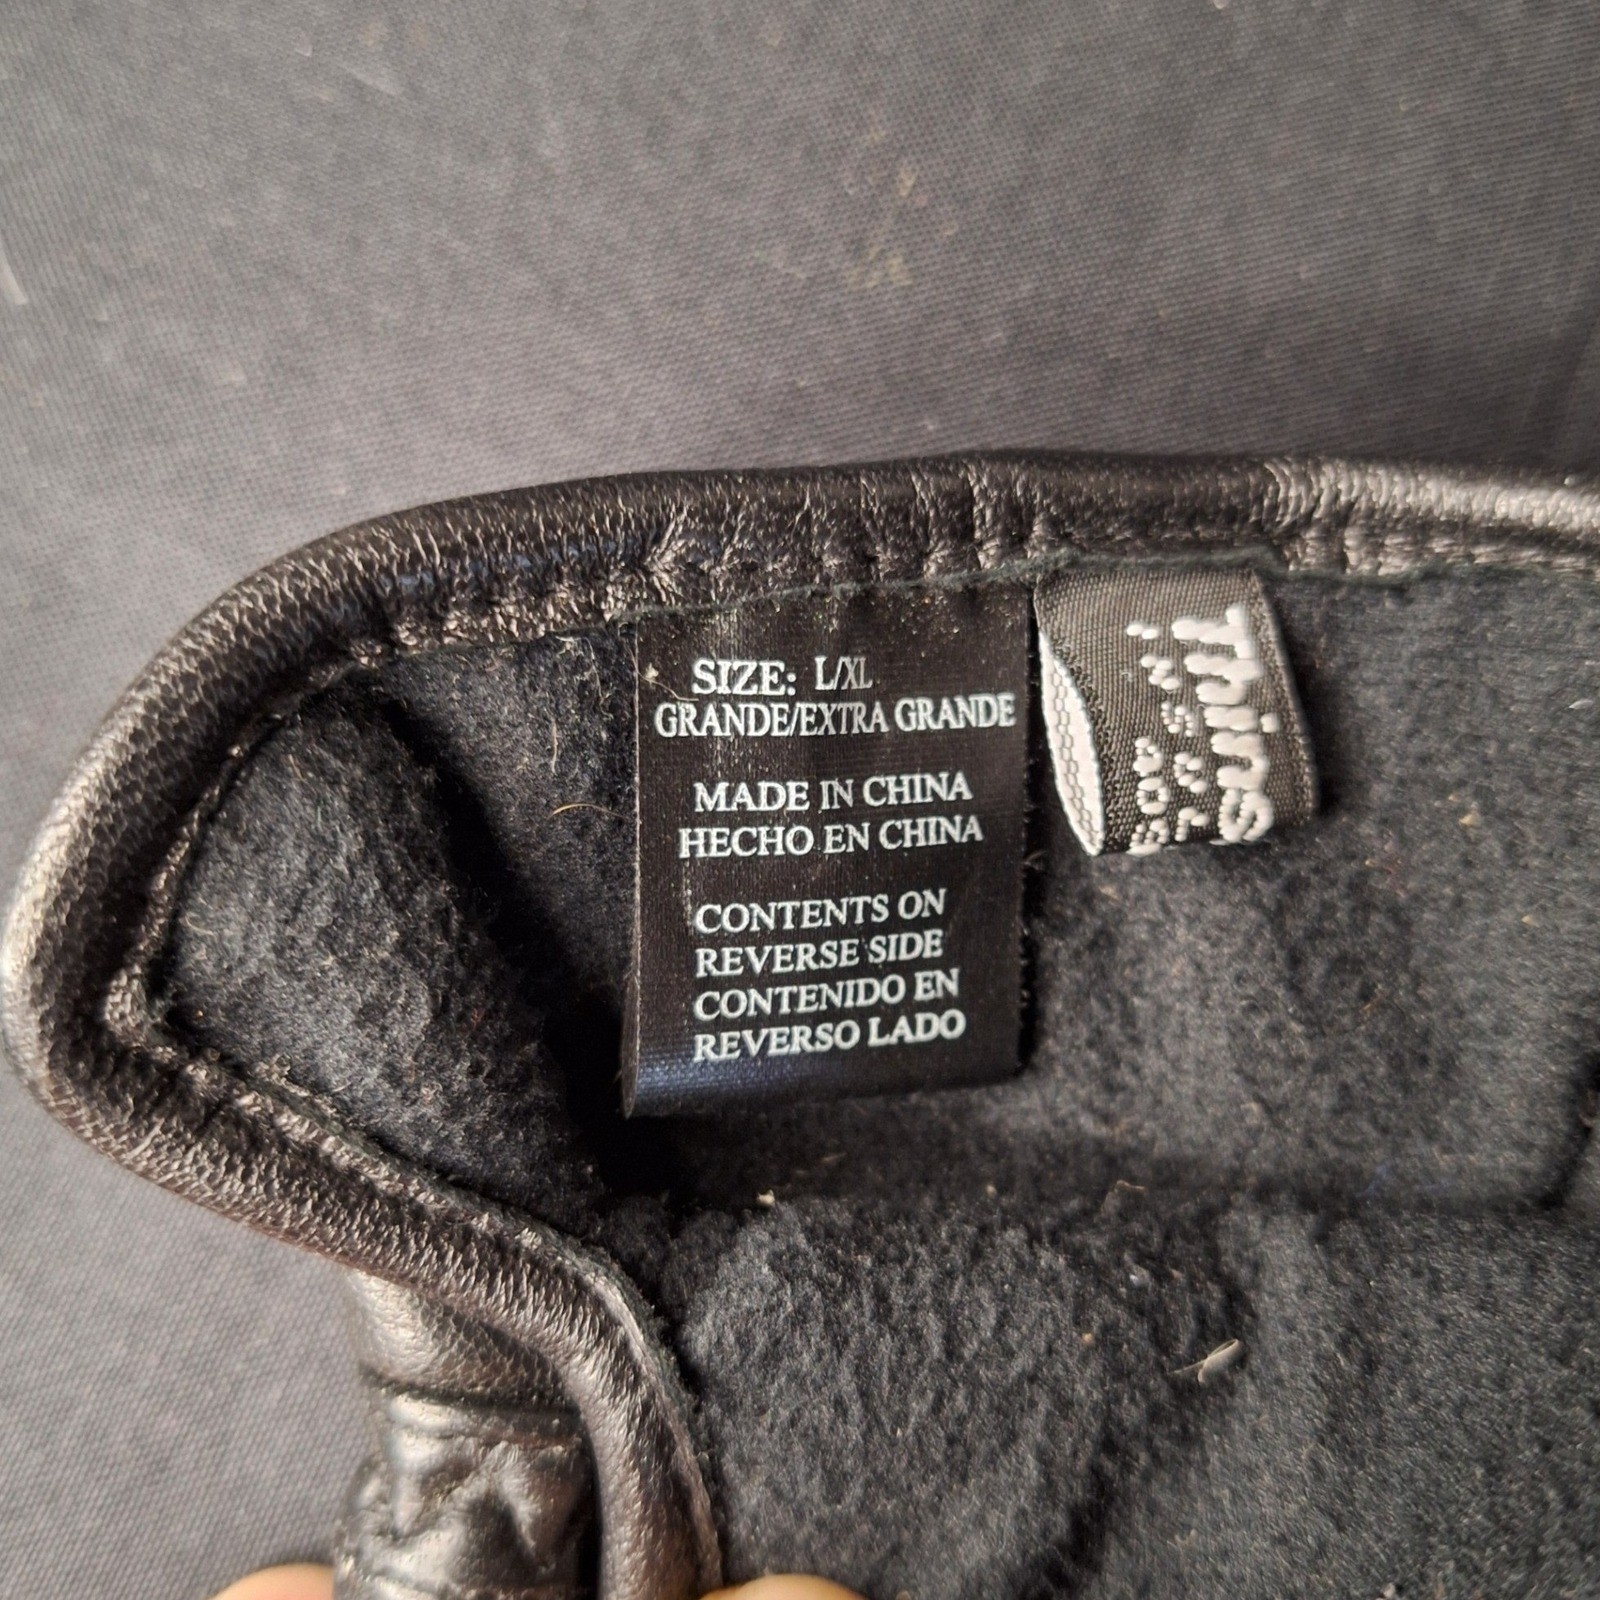 SIZE: L/XL
GRANDE/EXTRA GRANDE
MADE IN CHINA
HECHO EN CHINA
CONTENTS ON
REVERSE SIDE
CONTENIDO EN
REVERSO LADO
Thins